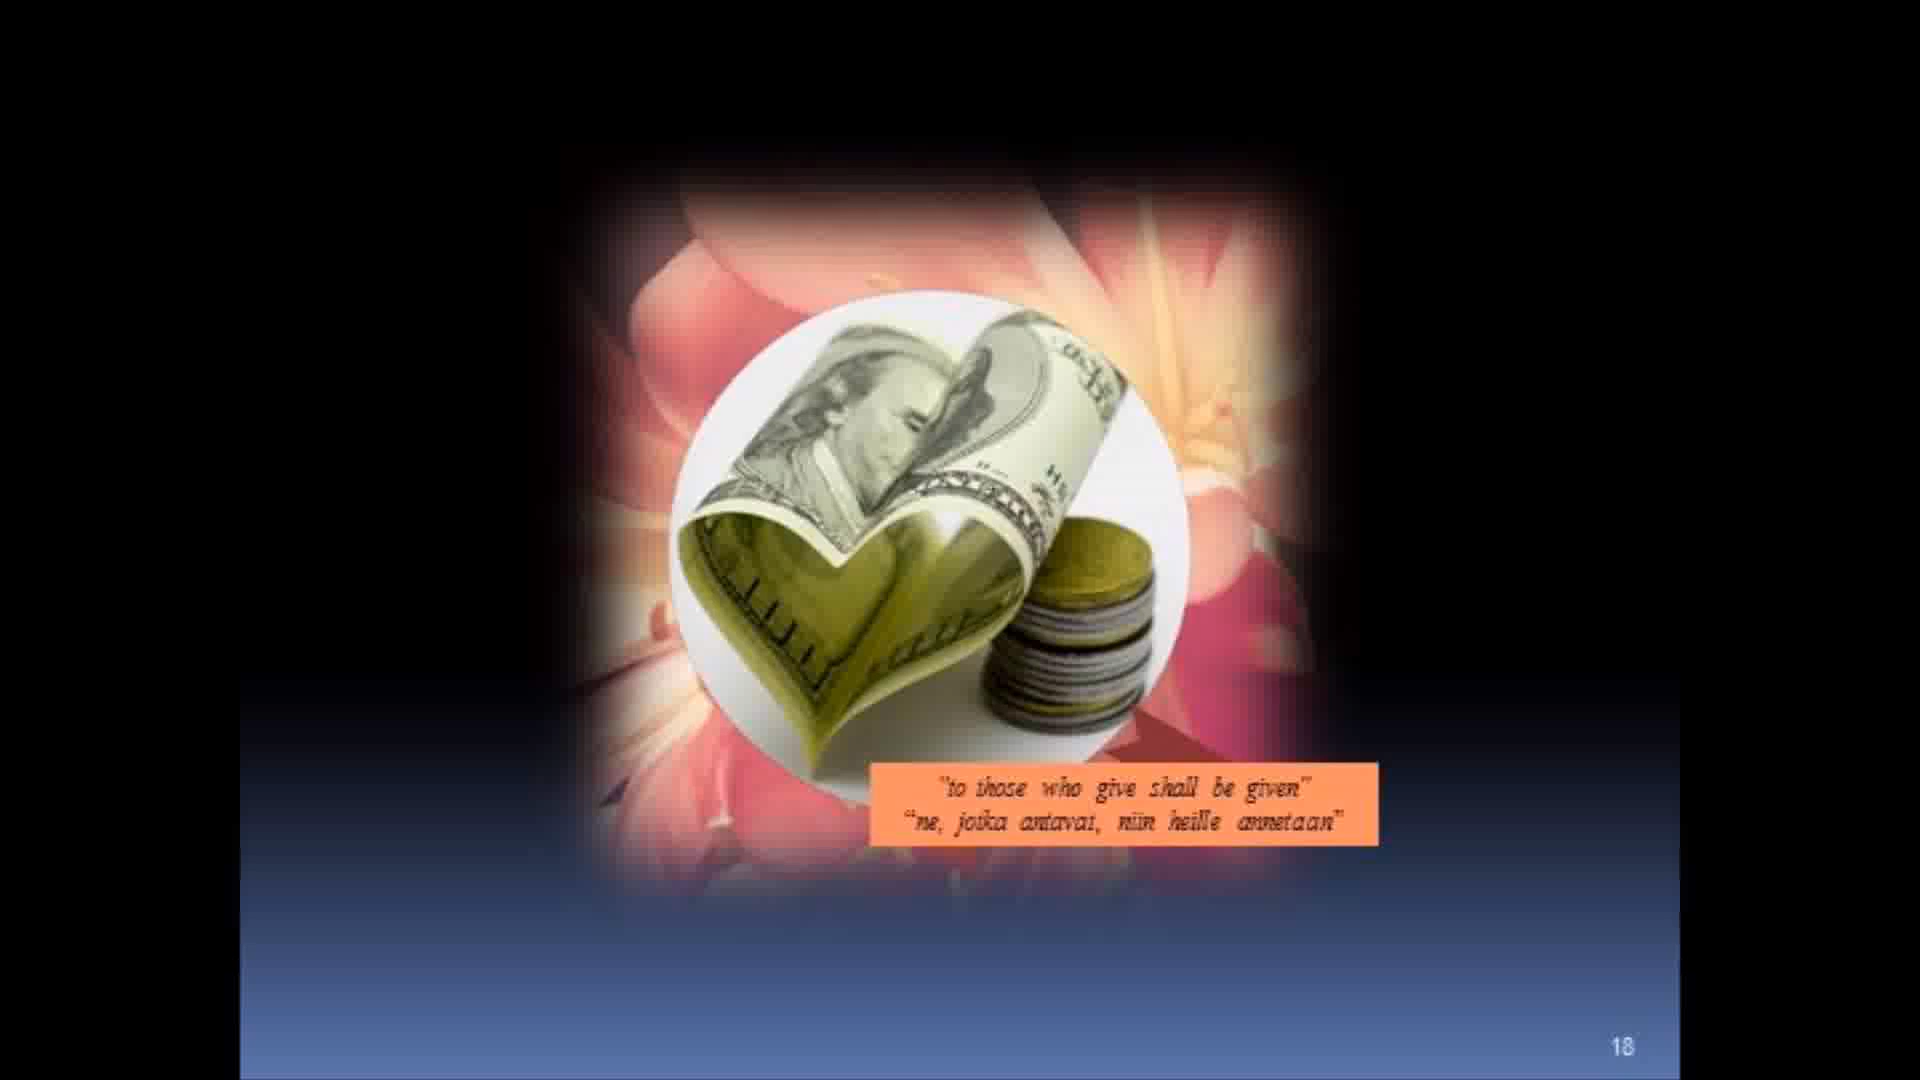 "to those who give shall be given"
“ne, jotka antavat, niin heille annetaan”
18